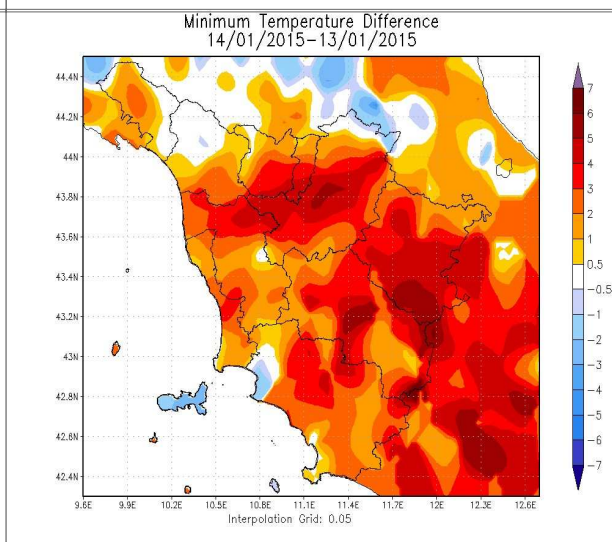 Minimum Temperature Difference
14/01/2015-13/01/2015
44.4N
44.2N
44N
43.8N
43.6N
43.4N
43.2N
43N
42.8N
42.6N
42.4N
9.6E 9.9E 10.2E 10.5E 10.8E 11.1E 11.4E 11.7E 12E 12.3E 12.6E
Interpolation Grid: 0.05
7
6
5
4
3
2
1
0.5
-0.5
-1
-2
-3
-4
-5
-6
-7